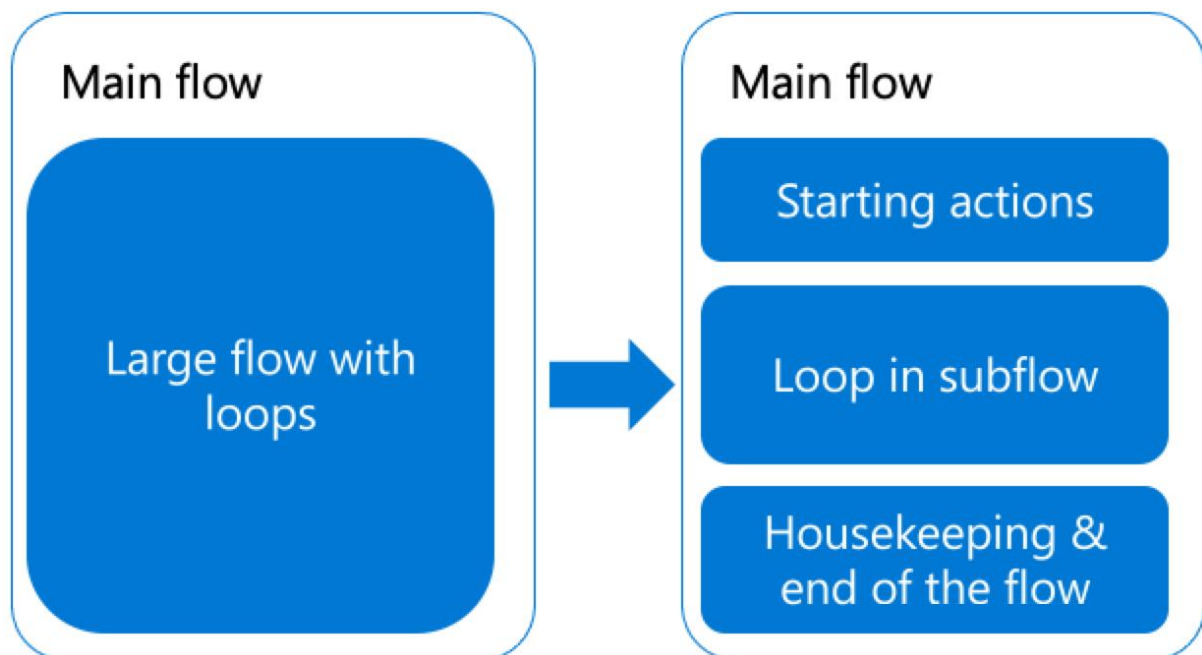 Main flow
Large flow with
loops
Main flow
Starting actions
Loop in subflow
Housekeeping &
end of the flow